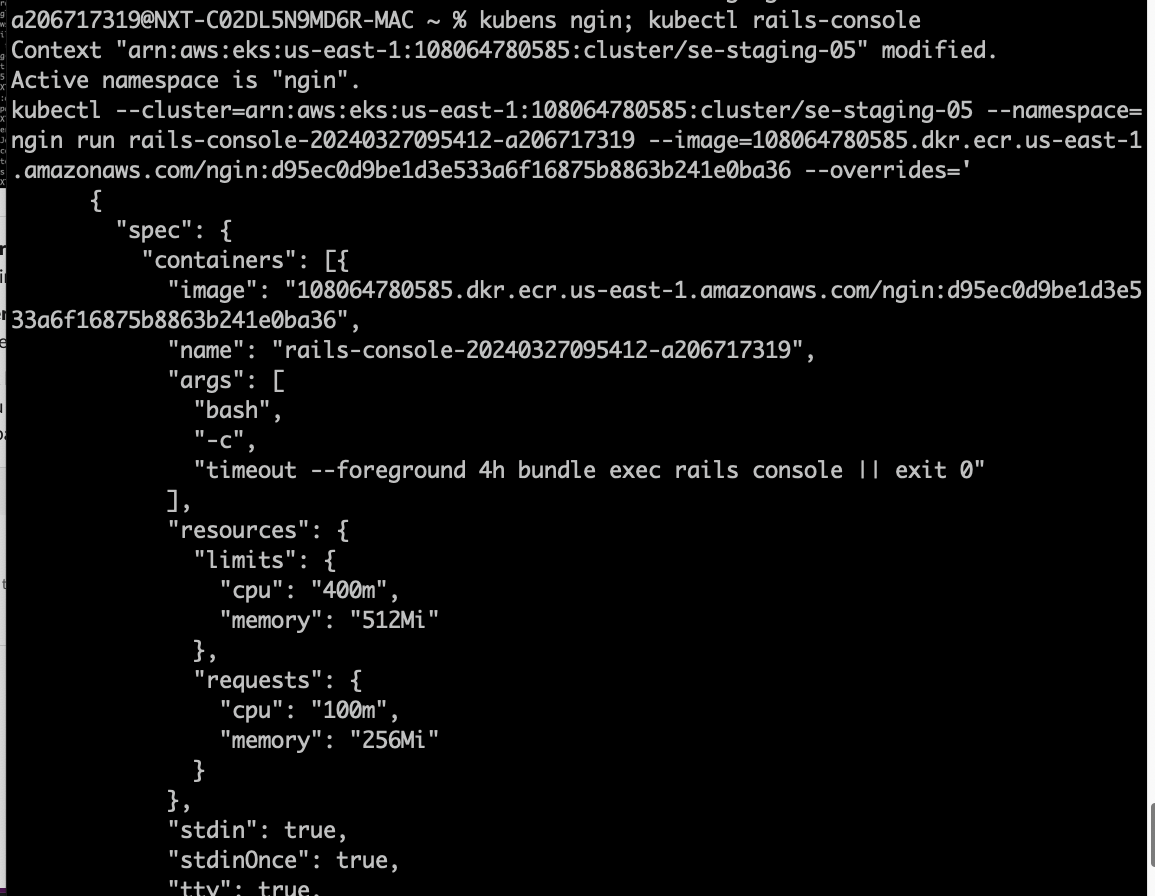 a206717319@NXT-C02DL5N9MD6R-MAC ~ % kubens ngin; kubectl rails-console
Context "arn:aws:eks:us-east-1:108064780585:cluster/se-staging-05" modified.
Active namespace is "ngin".
kubectl --cluster=arn:aws:eks:us-east-1:108064780585:cluster/se-staging-05 --namespace=
ngin run rails-console-20240327095412-a206717319 --image=108064780585.dkr.ecr.us-east-1
.amazonaws.com/ngin:d95ec0d9be1d3e533a6f16875b8863b241e0ba36 --overrides='
      {
        "spec": {
          "containers": [{
            "image": "108064780585.dkr.ecr.us-east-1.amazonaws.com/ngin:d95ec0d9be1d3e5
33a6f16875b8863b241e0ba36",
            "name": "rails-console-20240327095412-a206717319",
            "args": [
              "bash",
              "-c",
              "timeout --foreground 4h bundle exec rails console || exit 0"
            ],
            "resources": {
              "limits": {
                "cpu": "400m",
                "memory": "512Mi"
              },
              "requests": {
                "cpu": "100m",
                "memory": "256Mi"
              }
            },
            "stdin": true,
            "stdinOnce": true,
            "tty": true,